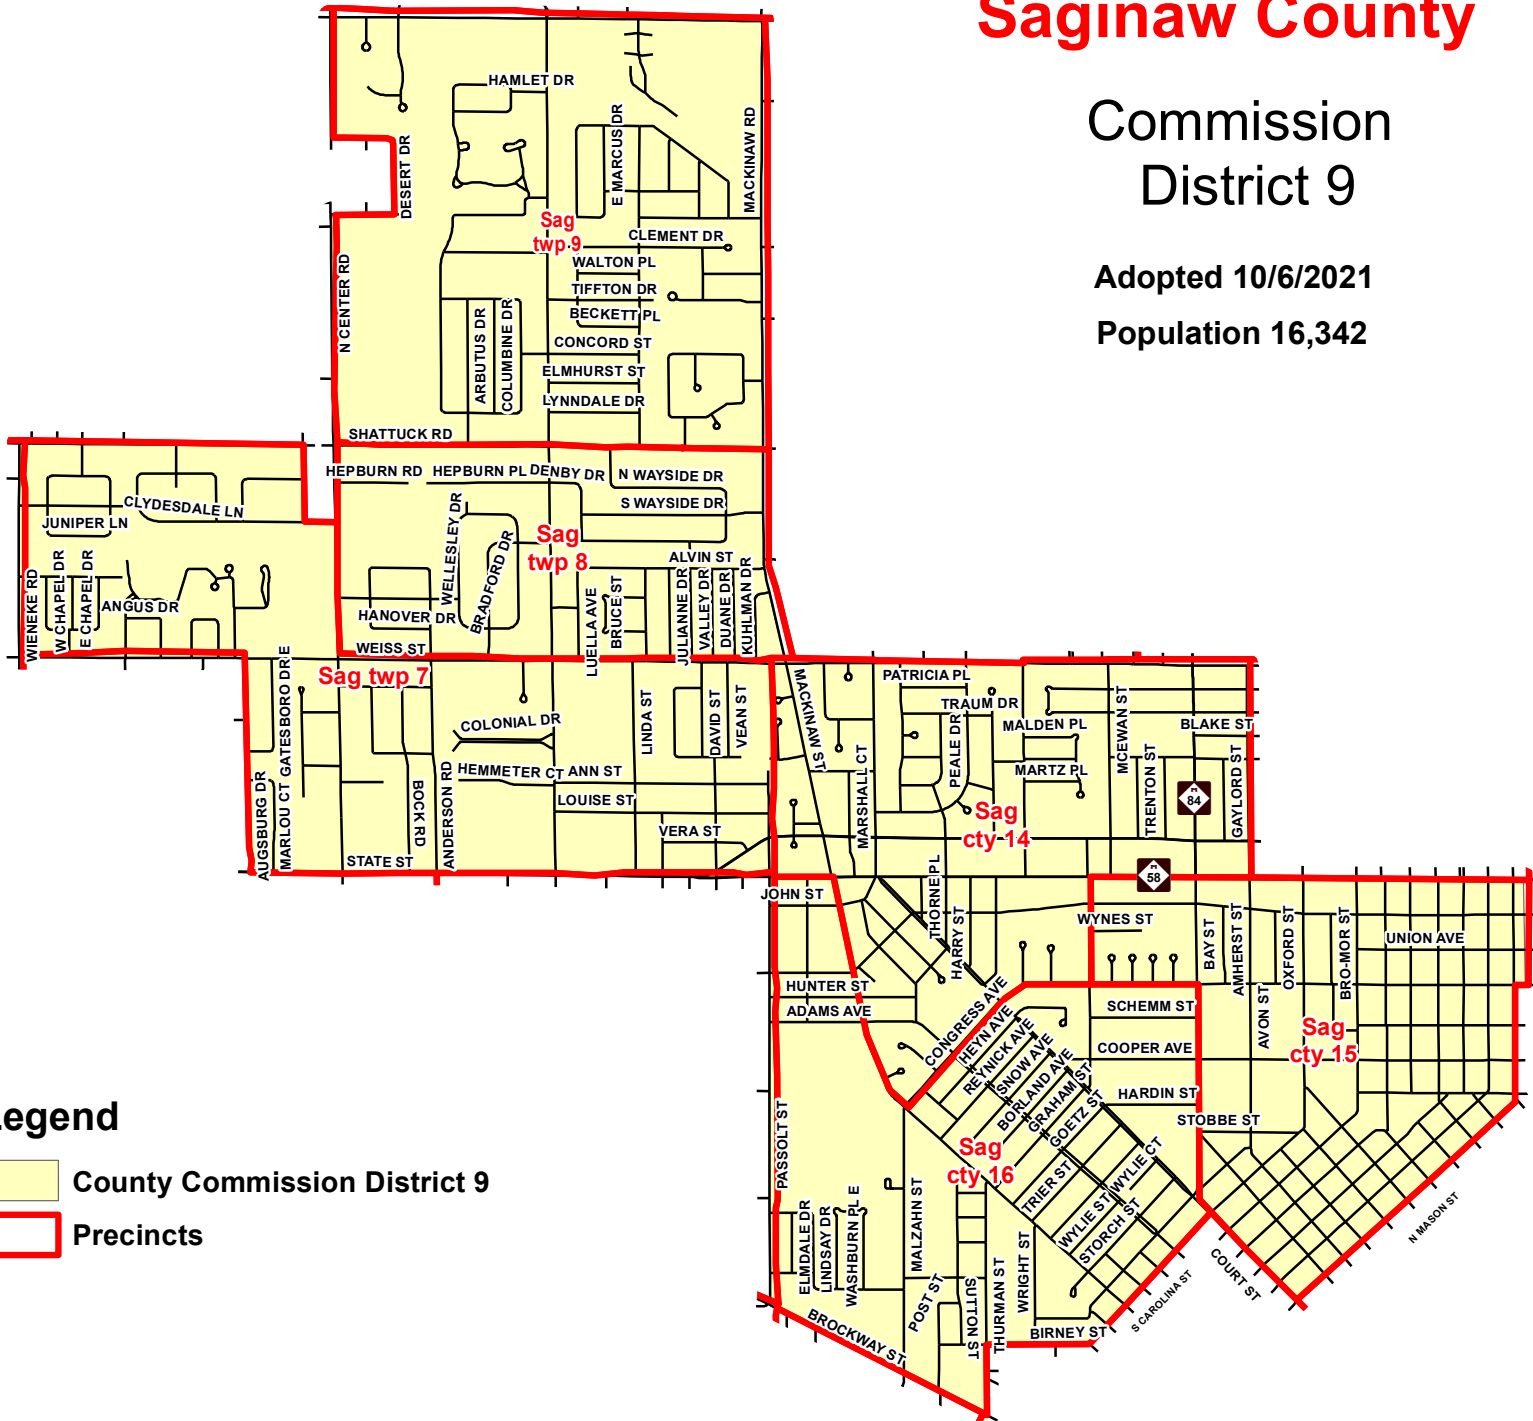 Saginaw County
Commission
District 9
Adopted 10/6/2021
Population 16,342
HAMLET DR
DESERT DR
E MARCUS DR
MACKINAW RD
Sag
twp 9
CLEMENT DR
WALTON PL
N CENTER RD
TIFFTON DR
BECKETT PL
ARBUTUS DR
COLUMBINE DR
CONCORD ST
ELMHURST ST
LYNNDALE DR
SHATTUCK RD
HEPBURN RD
HEPBURN PL
DENBY DR
N WAYSIDE DR
S WAYSIDE DR
CLYDESDALE LN
JUNIPER LN
WELLESLEY DR
BRADFORD DR
Sag
twp 8
ALVIN ST
WIENEKE RD
W CHAPEL DR
E CHAPEL DR
ANGUS DR
HANOVER DR
LUELLA AVE
BRUCE ST
JULIANNE DR
VALLEY DR
DUANE DR
KUHLMAN DR
WEISS ST
Sag twp 7
GATESBORO DR E
COLONIAL DR
LINDA ST
DAVID ST
VEAN ST
MACKINAW ST
PATRICIA PL
TRAUM DR
PEALE DR
MALDEN PL
MCEWAN ST
BLAKE ST
AUGSBURG DR
MARLOU CT
BOCK RD
ANDERSON RD
HEMMETER CT
ANN ST
LOUISE ST
VERA ST
STATE ST
MARSHALL CT
MARTZ PL
TRENTON ST
M
84
GAYLORD ST
Sag
cty 14
M
58
JOHN ST
THORNE PL
HARRY ST
WYNES ST
BAY ST
AMHERST ST
OXFORD ST
BRO-MOR ST
UNION AVE
HUNTER ST
ADAMS AVE
CONGRESS AVE
HEYN AVE
REYNICK AVE
SNOW AVE
BORLAND AVE
GRAHAM ST
GOETZ ST
SCHEMM ST
COOPER AVE
AVON ST
Sag
cty 15
HARDIN ST
STOBBE ST
PASSOLT ST
Sag
cty 16
TRIER ST
WYLIE CT
WYLIE ST
STORCH ST
ELMDALE DR
LINDSAY DR
WASHBURN PL E
MALZAHN ST
POST ST
SUTTON ST
THURMAN ST
WRIGHT ST
BIRNEY ST
BROCKWAY ST
S CAROLINA ST
COURT ST
N MASON ST
Legend
County Commission District 9
Precincts